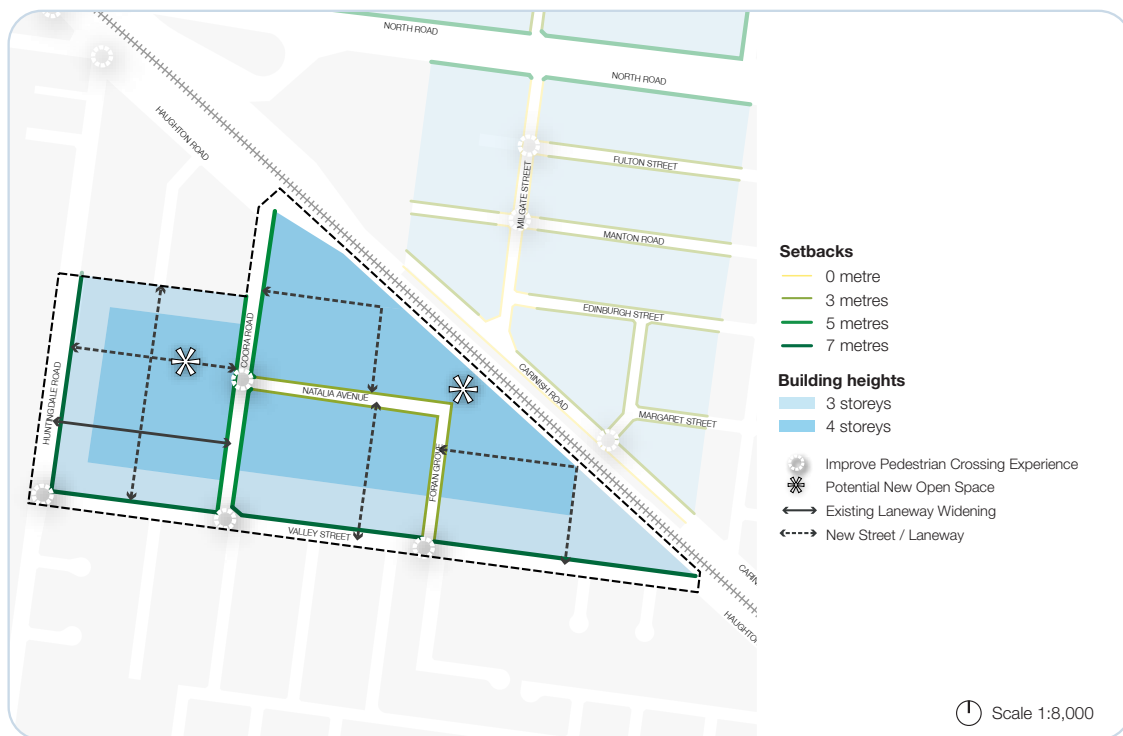 NORTH ROAD
NORTH ROAD
HAUGHTON ROAD
FULTON STREET
MILGATE STREET
MANTON ROAD
EDINBURGH STREET
COORA ROAD
CARINISH ROAD
NATALIA AVENUE
HUNTINGDALE ROAD
MARGARET STREET
FORAN GROVE
VALLEY STREET
CARIN
HAUGHTON
Setbacks
0 metre
3 metres
5 metres
7 metres
Building heights
3 storeys
4 storeys
Improve Pedestrian Crossing Experience
Potential New Open Space
Existing Laneway Widening
New Street / Laneway
Scale 1:8,000